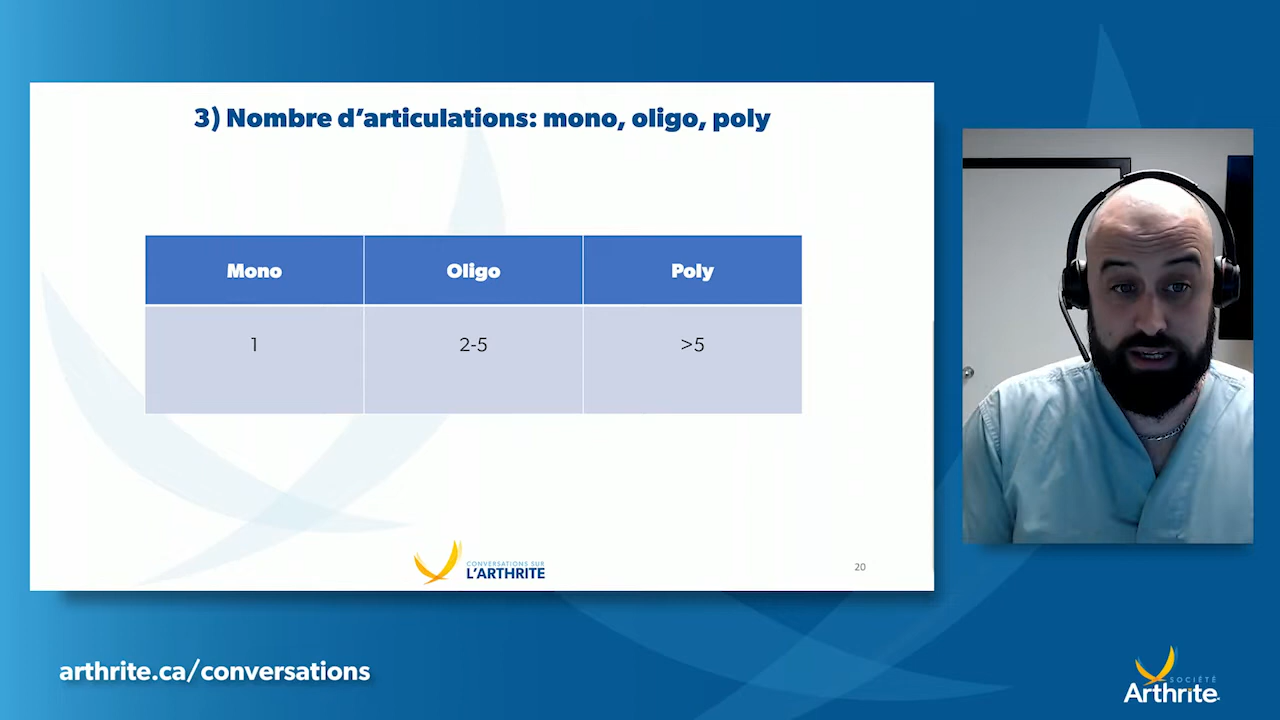 3) Nombre d’articulations: mono, oligo, poly
Mono Oligo Poly
1 2-5 >5
CONVERSATIONS SUR
L’ARTHRITE
20
arthrite.ca/conversations
SOCIÉTÉ
Arthrite